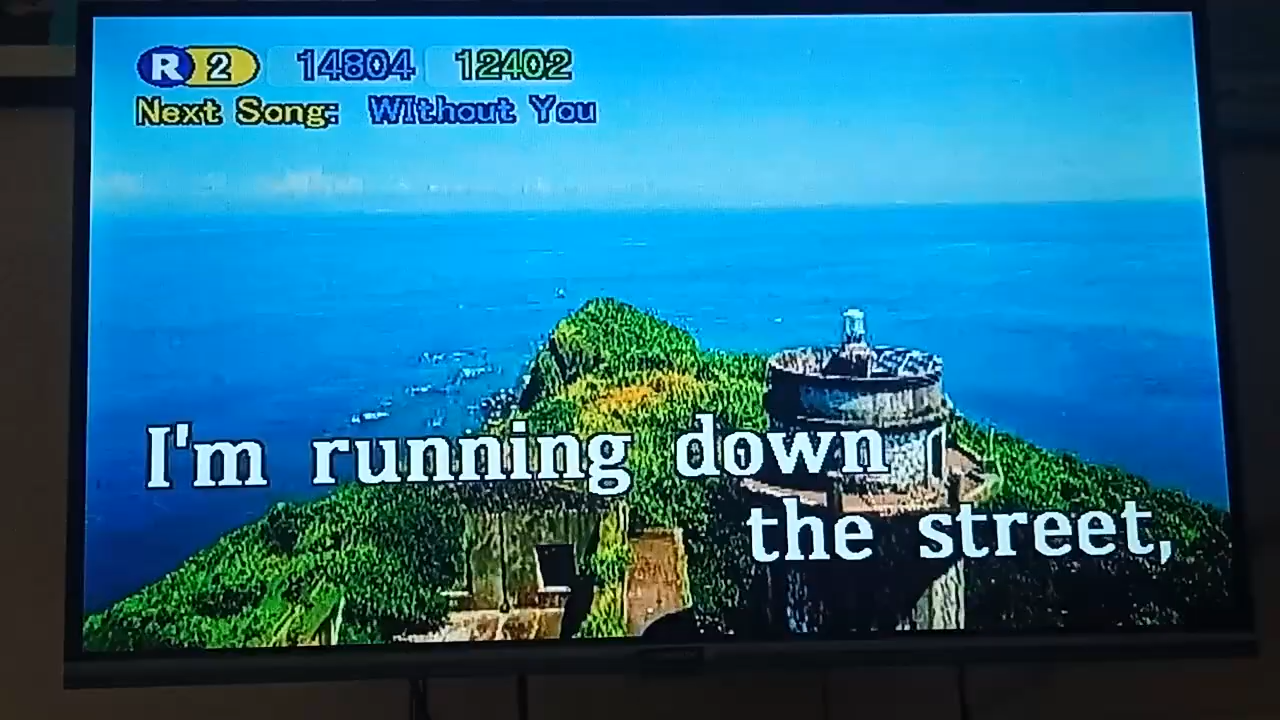 R 2 14804 12402
Next Song: WIthout You
I'm running down
the street,